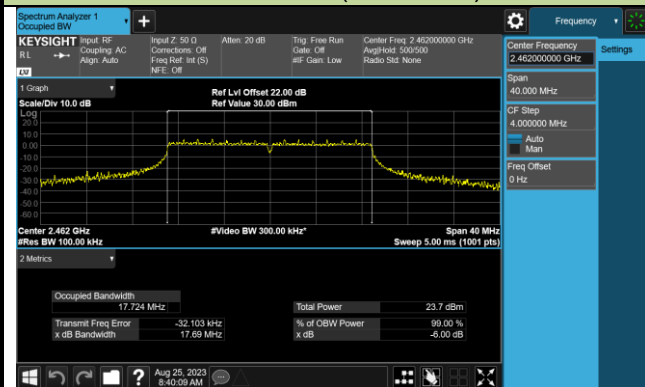 Spectrum Analyzer 1
Occupied BW
Frequency
KEYSIGHT
RL
LXI
Input: RF
Coupling: AC
Align: Auto
Input Z: 50 Ω
Corrections: Off
Freq Ref: Int (S)
NFE: Off
Atten: 20 dB
Trig: Free Run
Gate: Off
#IF Gain: Low
Center Freq: 2.462000000 GHz
Avg|Hold: 500/500
Radio Std: None
Center Frequency
2.462000000 GHz
Settings
Span
40.000 MHz
CF Step
4.000000 MHz
Auto
Man
Freq Offset
0 Hz
1 Graph
Scale/Div 10.0 dB
Ref Lvl Offset 22.00 dB
Ref Value 30.00 dBm
Log
20.0
10.0
0.00
-10.0
-20.0
-30.0
-40.0
-50.0
-60.0
Center 2.462 GHz
#Res BW 100.00 kHz
#Video BW 300.00 kHz*
Span 40 MHz
Sweep 5.00 ms (1001 pts)
2 Metrics
Occupied Bandwidth
17.724 MHz
Total Power
23.7 dBm
Transmit Freq Error
-32.103 kHz
% of OBW Power
99.00 %
x dB Bandwidth
17.69 MHz
x dB
-6.00 dB
Aug 25, 2023
8:40:09 AM